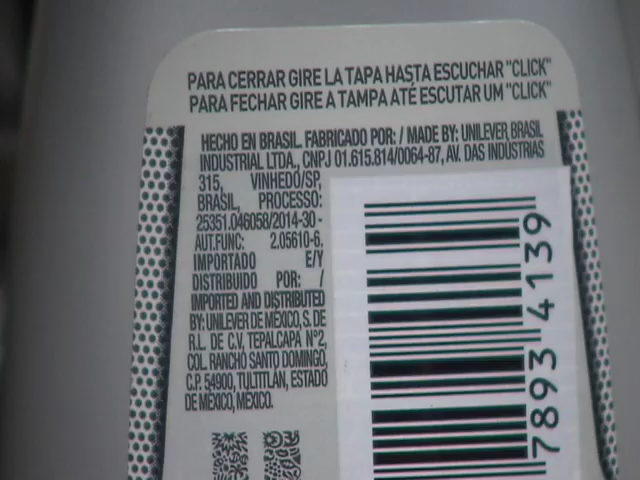 PARA CERRAR GIRE LA TAPA HASTA ESCUCHAR "CLICK"
PARA FECHAR GIRE A TAMPA ATÉ ESCUTAR UM "CLICK"
HECHO EN BRASIL. FABRICADO POR: / MADE BY: UNILEVER BRASIL
INDUSTRIAL LTDA., CNPJ 01.615.814/0064-87, AV. DAS INDUSTRIAS
315, VINHEDO/SP,
BRASIL, PROCESSO:
25351.046058/2014-30 -
AUT.FUNC: 2.05610-6.
IMPORTADO E/Y
DISTRIBUIDO POR: /
IMPORTED AND DISTRIBUTED
BY: UNILEVER DE MEXICO, S. DE
R.L. DE C.V, TEPALCAPA N°2,
COL. RANCHO SANTO DOMINGO,
C.P. 54900, TULTITLÁN, ESTADO
DE MÉXICO, MÉXICO.
7893 4139